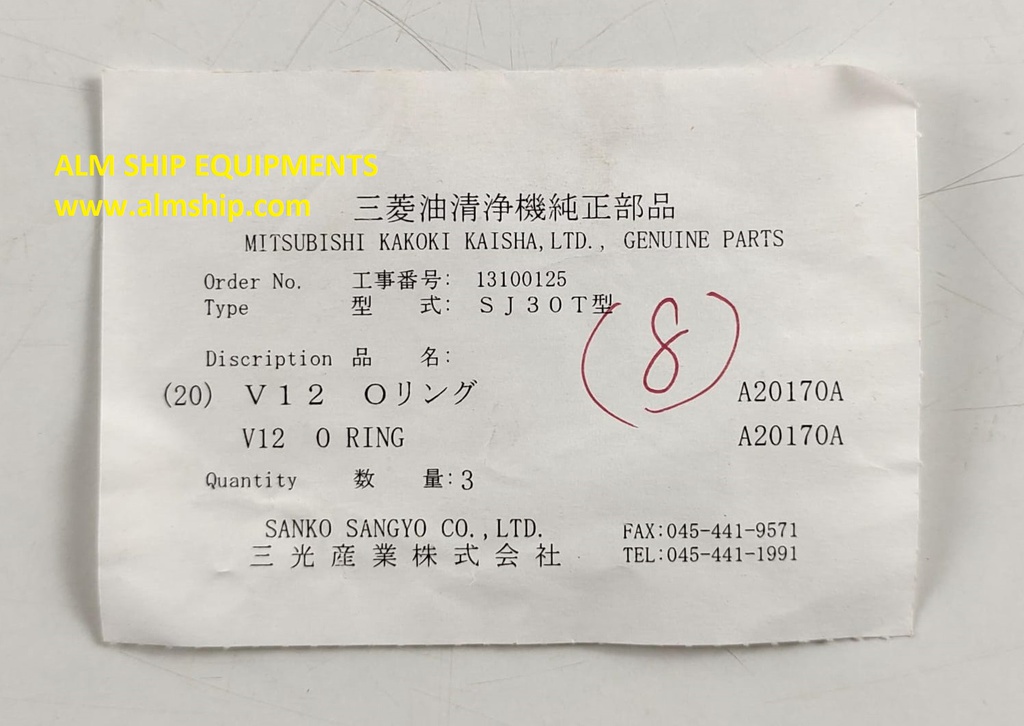 ALM SHIP EQUIPMENTS
www.almship.com
三菱油清浄機純正部品
MITSUBISHI KAKOKI KAISHA,LTD., GENUINE PARTS
Order No. 工事番号: 13100125
Type 型 式: ＳＪ３０Ｔ型
(8)
Discription 品 名:
(20) Ｖ１２ Ｏリング A20170A
V12 O RING A20170A
Quantity 数 量:3
SANKO SANGYO CO.,LTD. FAX:045-441-9571
三光産業株式会社 TEL:045-441-1991